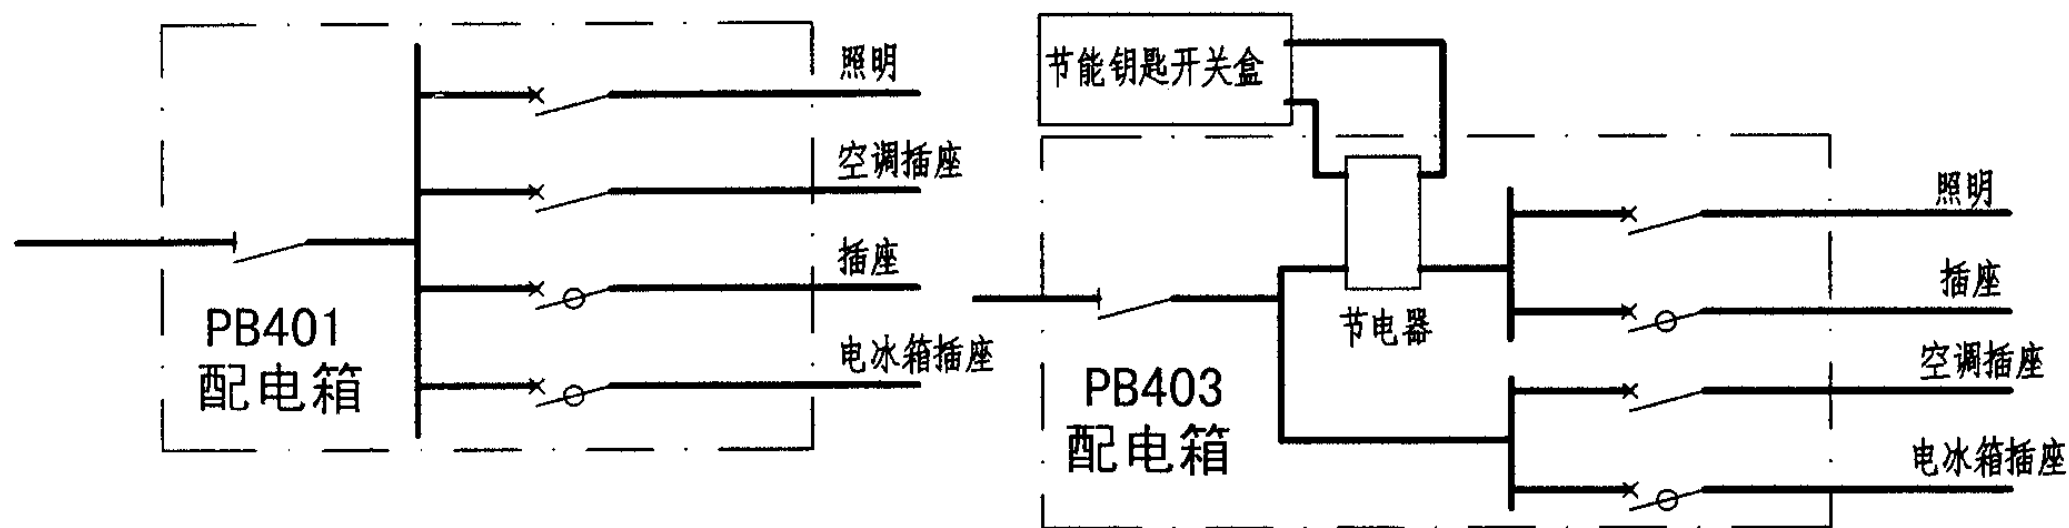 照明
空调插座
插座
电冰箱插座
PB401
配电箱
节能钥匙开关盒
节电器
照明
插座
空调插座
电冰箱插座
PB403
配电箱